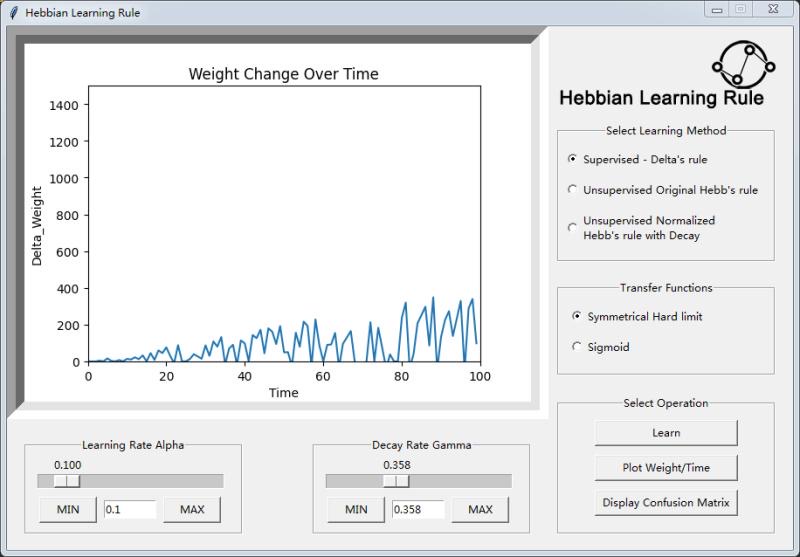 Hebbian Learning Rule
Weight Change Over Time
1400
1200
1000
800
600
400
200
0
Delta_Weight
0 20 40 60 80 100
Time
Hebbian Learning Rule
Select Learning Method
Supervised - Delta's rule
Unsupervised Original Hebb's rule
Unsupervised Normalized
Hebb's rule with Decay
Transfer Functions
Symmetrical Hard limit
Sigmoid
Select Operation
Learn
Plot Weight/Time
Display Confusion Matrix
Learning Rate Alpha
0.100
MIN 0.1 MAX
Decay Rate Gamma
0.358
MIN 0.358 MAX